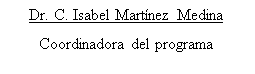 Dr. C. Isabel Martínez Medina
Coordinadora del programa